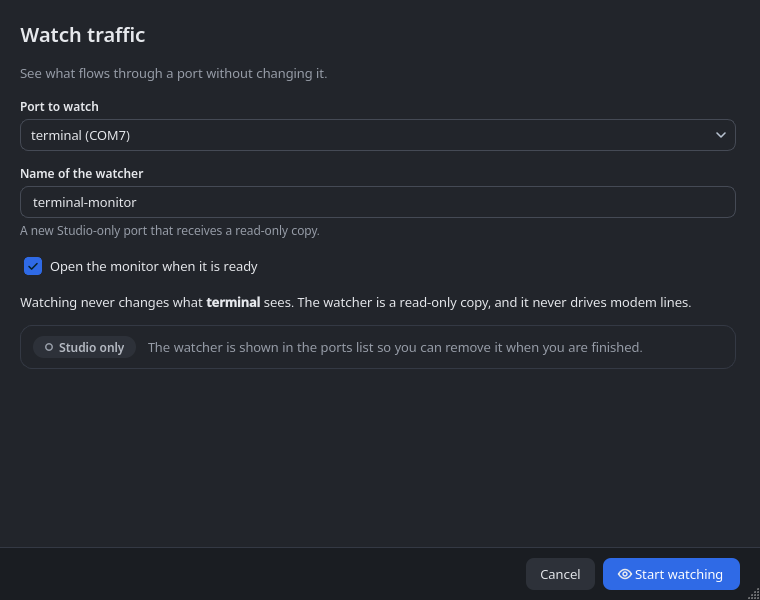 Watch traffic
See what flows through a port without changing it.
Port to watch
terminal (COM7)
Name of the watcher
terminal-monitor
A new Studio-only port that receives a read-only copy.
Open the monitor when it is ready
Watching never changes what terminal sees. The watcher is a read-only copy, and it never drives modem lines.
Studio only The watcher is shown in the ports list so you can remove it when you are finished.
Cancel Start watching